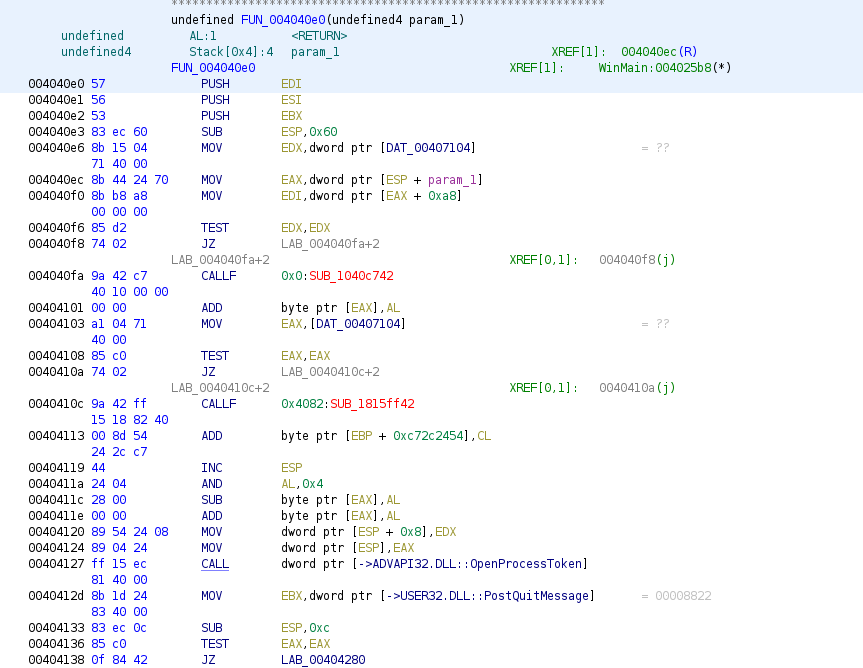 *************************************************************
undefined FUN_004040e0(undefined4 param_1)
undefined AL:1 <RETURN>
undefined4 Stack[0x4]:4 param_1 XREF[1]: 004040ec(R)
FUN_004040e0 XREF[1]: WinMain:004025b8(*)
004040e0 57 PUSH EDI
004040e1 56 PUSH ESI
004040e2 53 PUSH EBX
004040e3 83 ec 60 SUB ESP,0x60
004040e6 8b 15 04 MOV EDX,dword ptr [DAT_00407104] = ??
71 40 00
004040ec 8b 44 24 70 MOV EAX,dword ptr [ESP + param_1]
004040f0 8b b8 a8 MOV EDI,dword ptr [EAX + 0xa8]
00 00 00
004040f6 85 d2 TEST EDX,EDX
004040f8 74 02 JZ LAB_004040fa+2
LAB_004040fa+2 XREF[0,1]: 004040f8(j)
004040fa 9a 42 c7 CALLF 0x0:SUB_1040c742
40 10 00 00
00404101 00 00 ADD byte ptr [EAX],AL
00404103 a1 04 71 MOV EAX,[DAT_00407104] = ??
40 00
00404108 85 c0 TEST EAX,EAX
0040410a 74 02 JZ LAB_0040410c+2
LAB_0040410c+2 XREF[0,1]: 0040410a(j)
0040410c 9a 42 ff CALLF 0x4082:SUB_1815ff42
15 18 82 40
00404113 00 8d 54 ADD byte ptr [EBP + 0xc72c2454],CL
24 2c c7
00404119 44 INC ESP
0040411a 24 04 AND AL,0x4
0040411c 28 00 SUB byte ptr [EAX],AL
0040411e 00 00 ADD byte ptr [EAX],AL
00404120 89 54 24 08 MOV dword ptr [ESP + 0x8],EDX
00404124 89 04 24 MOV dword ptr [ESP],EAX
00404127 ff 15 ec CALL dword ptr [->ADVAPI32.DLL::OpenProcessToken]
81 40 00
0040412d 8b 1d 24 MOV EBX,dword ptr [->USER32.DLL::PostQuitMessage] = 00008822
83 40 00
00404133 83 ec 0c SUB ESP,0xc
00404136 85 c0 TEST EAX,EAX
00404138 0f 84 42 JZ LAB_00404280